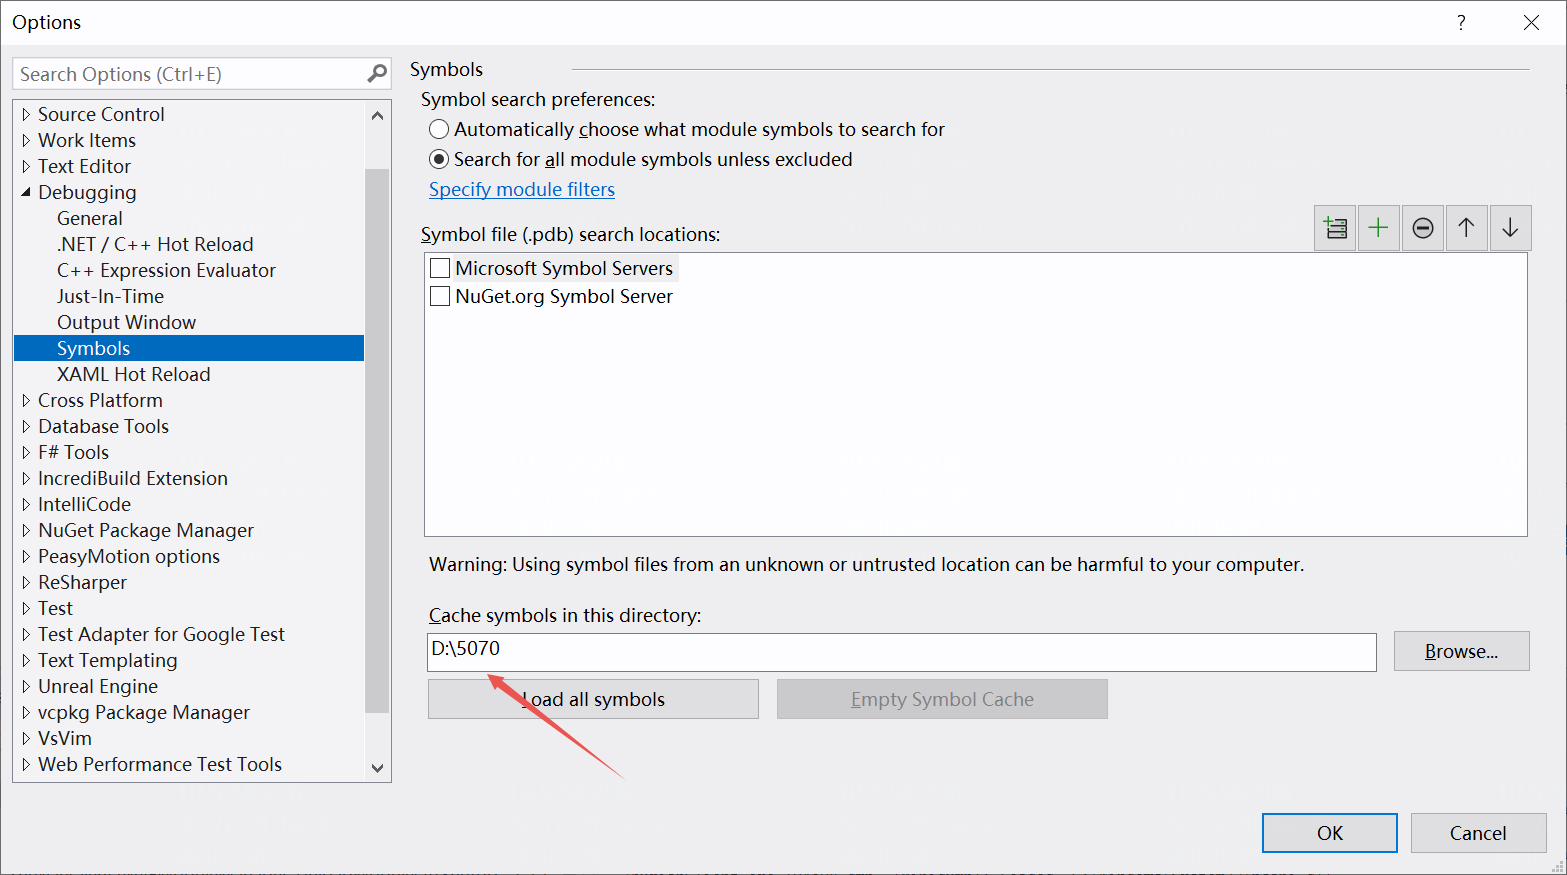 Options
?
Search Options (Ctrl+E)
Source Control
Work Items
Text Editor
Debugging
General
.NET / C++ Hot Reload
C++ Expression Evaluator
Just-In-Time
Output Window
Symbols
XAML Hot Reload
Cross Platform
Database Tools
F# Tools
IncrediBuild Extension
IntelliCode
NuGet Package Manager
PeasyMotion options
ReSharper
Test
Test Adapter for Google Test
Text Templating
Unreal Engine
vcpkg Package Manager
VsVim
Web Performance Test Tools
Symbols
Symbol search preferences:
Automatically choose what module symbols to search for
Search for all module symbols unless excluded
Specify module filters
Symbol file (.pdb) search locations:
Microsoft Symbol Servers
NuGet.org Symbol Server
Warning: Using symbol files from an unknown or untrusted location can be harmful to your computer.
Cache symbols in this directory:
D:\5070
Browse...
Load all symbols
Empty Symbol Cache
OK
Cancel